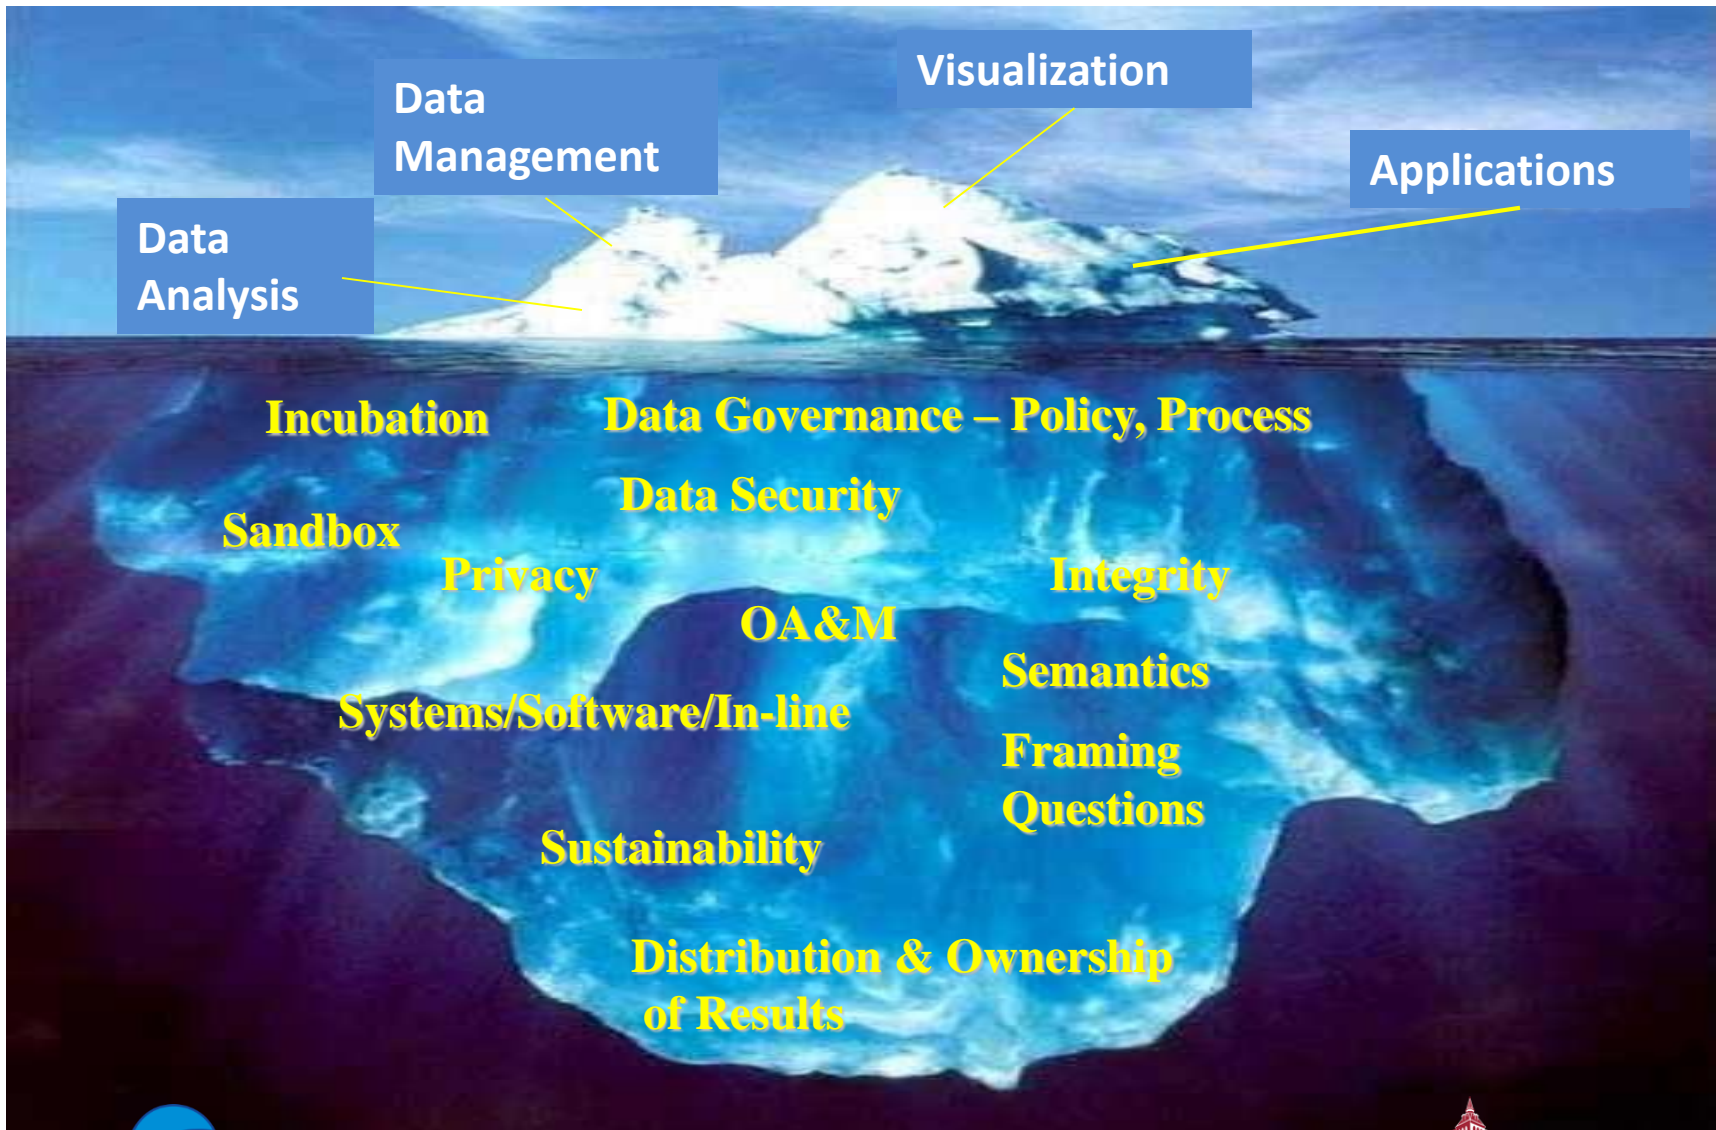 Visualization
Data
Management
Applications
Data
Analysis
Incubation
Data Governance – Policy, Process
Data Security
Sandbox
Privacy
Integrity
OA&M
Semantics
Systems/Software/In-line
Framing
Questions
Sustainability
Distribution & Ownership
of Results